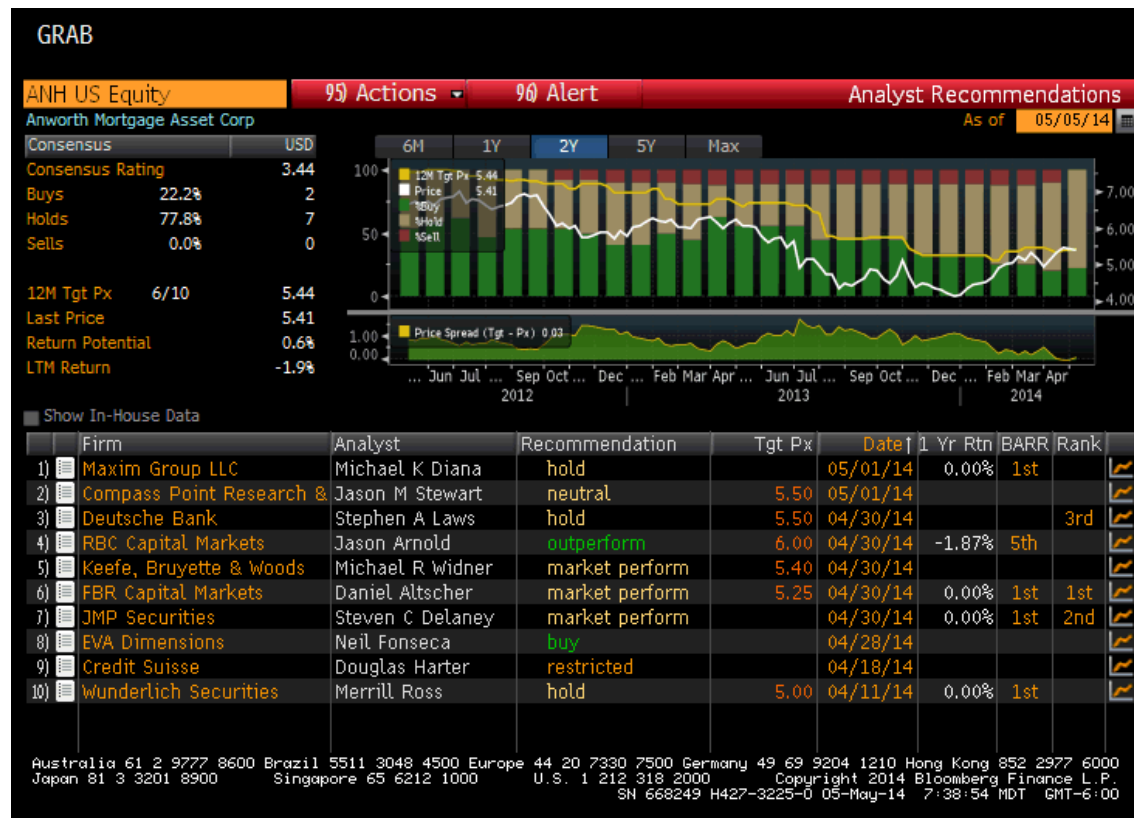 GRAB
ANH US Equity 95) Actions 96) Alert Analyst Recommendations
Anworth Mortgage Asset Corp As of 05/05/14
Consensus USD
Consensus Rating 3.44
Buys 22.2% 2
Holds 77.8% 7
Sells 0.0% 0
12M Tgt Px 6/10 5.44
Last Price 5.41
Return Potential 0.6%
LTM Return -1.9%
6M 1Y 2Y 5Y Max
12M Tgt Px 5.44
Price 5.41
%Buy
%Hold
%Sell
100
50
0
7.00
6.00
5.00
4.00
Price Spread (Tgt - Px) 0.03
1.00
0.00
... Jun Jul ... Sep Oct ... Dec ... Feb Mar Apr ... Jun Jul ... Sep Oct ... Dec ... Feb Mar Apr
2012 2013 2014
Show In-House Data
Firm Analyst Recommendation Tgt Px Date↑ 1 Yr Rtn BARR Rank
1) Maxim Group LLC Michael K Diana hold 05/01/14 0.00% 1st
2) Compass Point Research & Jason M Stewart neutral 5.50 05/01/14
3) Deutsche Bank Stephen A Laws hold 5.50 04/30/14 3rd
4) RBC Capital Markets Jason Arnold outperform 6.00 04/30/14 -1.87% 5th
5) Keefe, Bruyette & Woods Michael R Widner market perform 5.40 04/30/14
6) FBR Capital Markets Daniel Altscher market perform 5.25 04/30/14 0.00% 1st 1st
7) JMP Securities Steven C Delaney market perform 04/30/14 0.00% 1st 2nd
8) EVA Dimensions Neil Fonseca buy 04/28/14
9) Credit Suisse Douglas Harter restricted 04/18/14
10) Wunderlich Securities Merrill Ross hold 5.00 04/11/14 0.00% 1st
Australia 61 2 9777 8600 Brazil 5511 3048 4500 Europe 44 20 7330 7500 Germany 49 69 9204 1210 Hong Kong 852 2977 6000
Japan 81 3 3201 8900 Singapore 65 6212 1000 U.S. 1 212 318 2000 Copyright 2014 Bloomberg Finance L.P.
SN 668249 H427-3225-0 05-May-14 7:38:54 MDT GMT-6:00